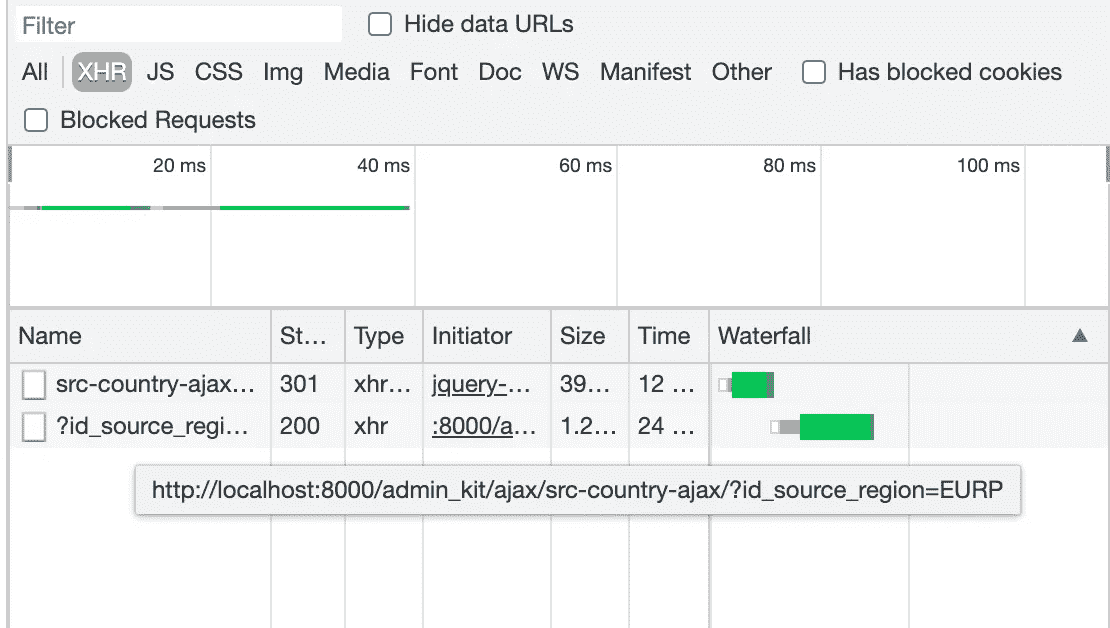 Filter Hide data URLs
All XHR JS CSS Img Media Font Doc WS Manifest Other Has blocked cookies
Blocked Requests
20 ms 40 ms 60 ms 80 ms 100 ms
Name St... Type Initiator Size Time Waterfall
src-country-ajax... 301 xhr... jquery-... 39... 12 ...
?id_source_regi... 200 xhr :8000/a... 1.2... 24 ...
http://localhost:8000/admin_kit/ajax/src-country-ajax/?id_source_region=EURP